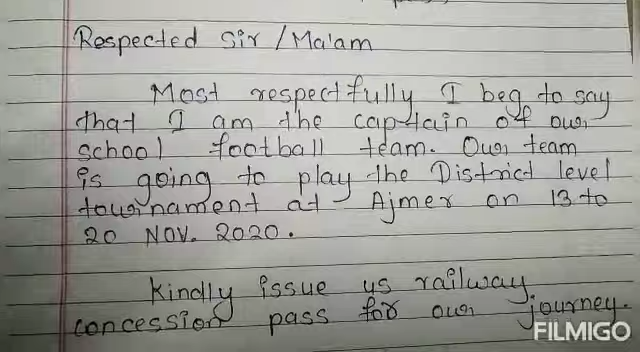 Respected Sir / Ma'am
Most respectfully I beg to say
that I am the captain of our
school football team. Our team
is going to play the District level
tournament at Ajmer on 13 to
20 NOV. 2020.
Kindly issue us railway
concession pass for our journey.
FILMIGO